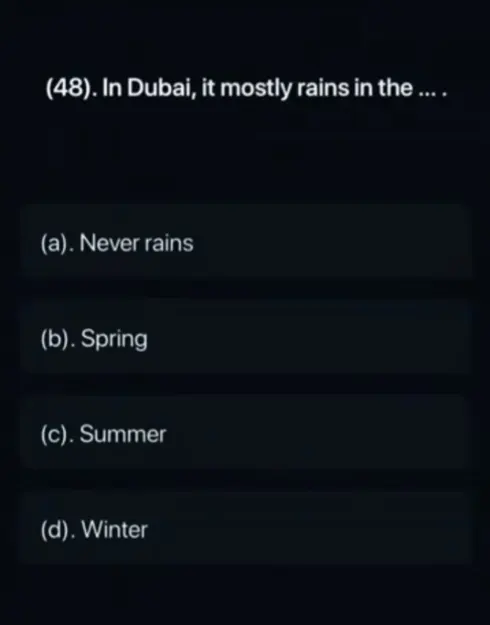 (48). In Dubai, it mostly rains in the ... .
(a). Never rains
(b). Spring
(c). Summer
(d). Winter